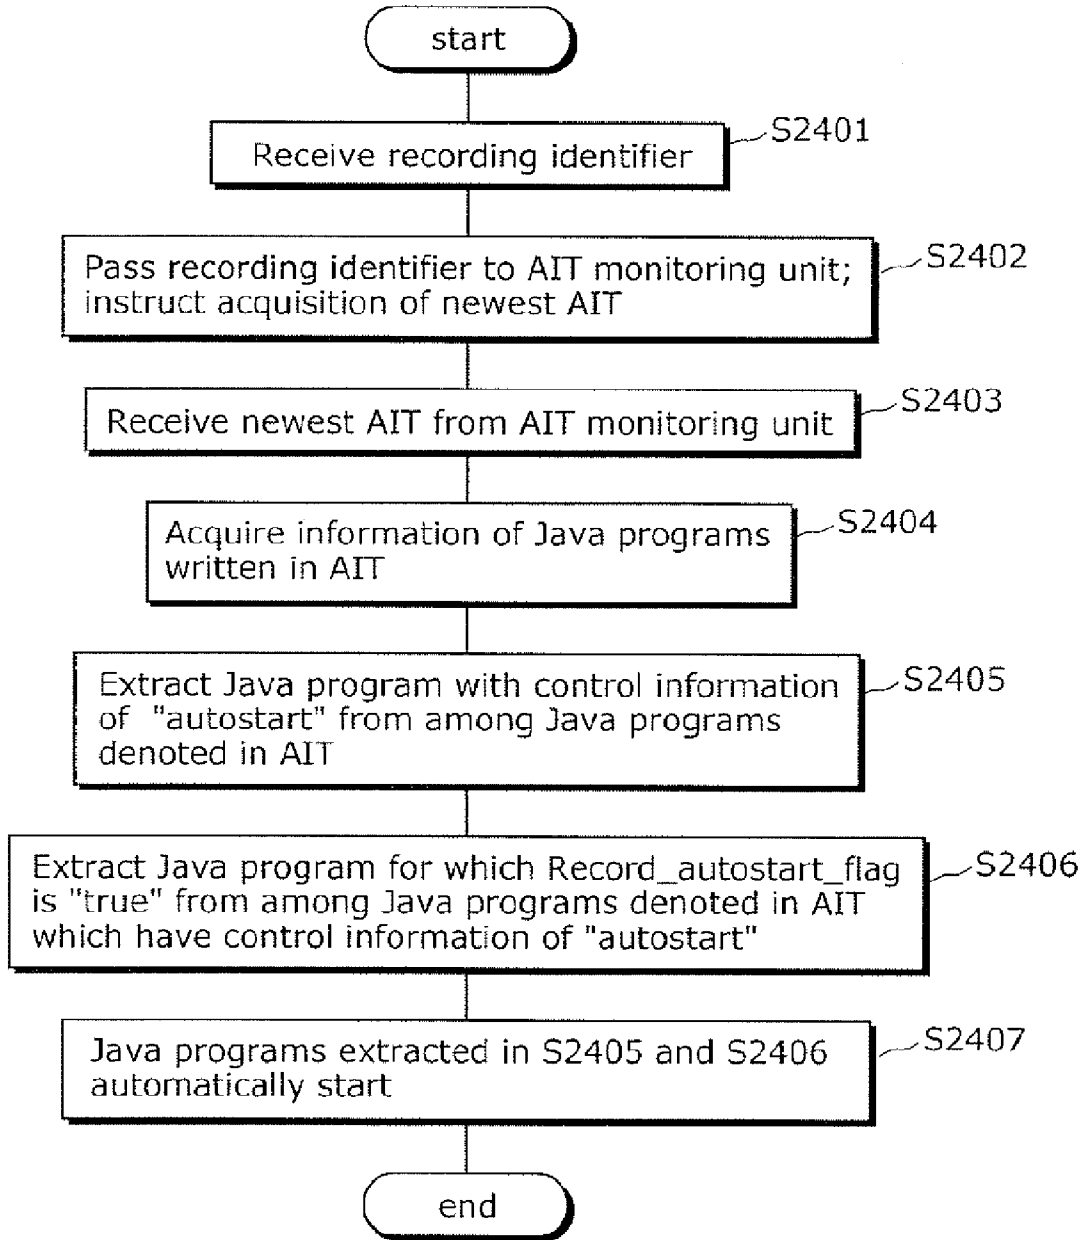 start
S2401
Receive recording identifier
S2402
Pass recording identifier to AIT monitoring unit;
instruct acquisition of newest AIT
S2403
Receive newest AIT from AIT monitoring unit
S2404
Acquire information of Java programs
written in AIT
S2405
Extract Java program with control information
of "autostart" from among Java programs
denoted in AIT
S2406
Extract Java program for which Record_autostart_flag
is "true" from among Java programs denoted in AIT
which have control information of "autostart"
S2407
Java programs extracted in S2405 and S2406
automatically start
end